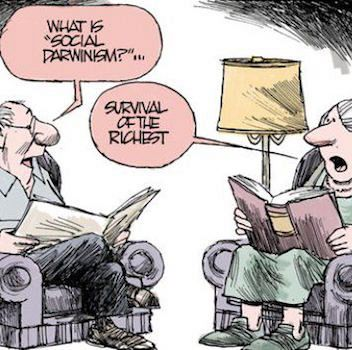 WHAT IS
"SOCIAL
DARWINISM?"...
SURVIVAL
OF THE
RICHEST